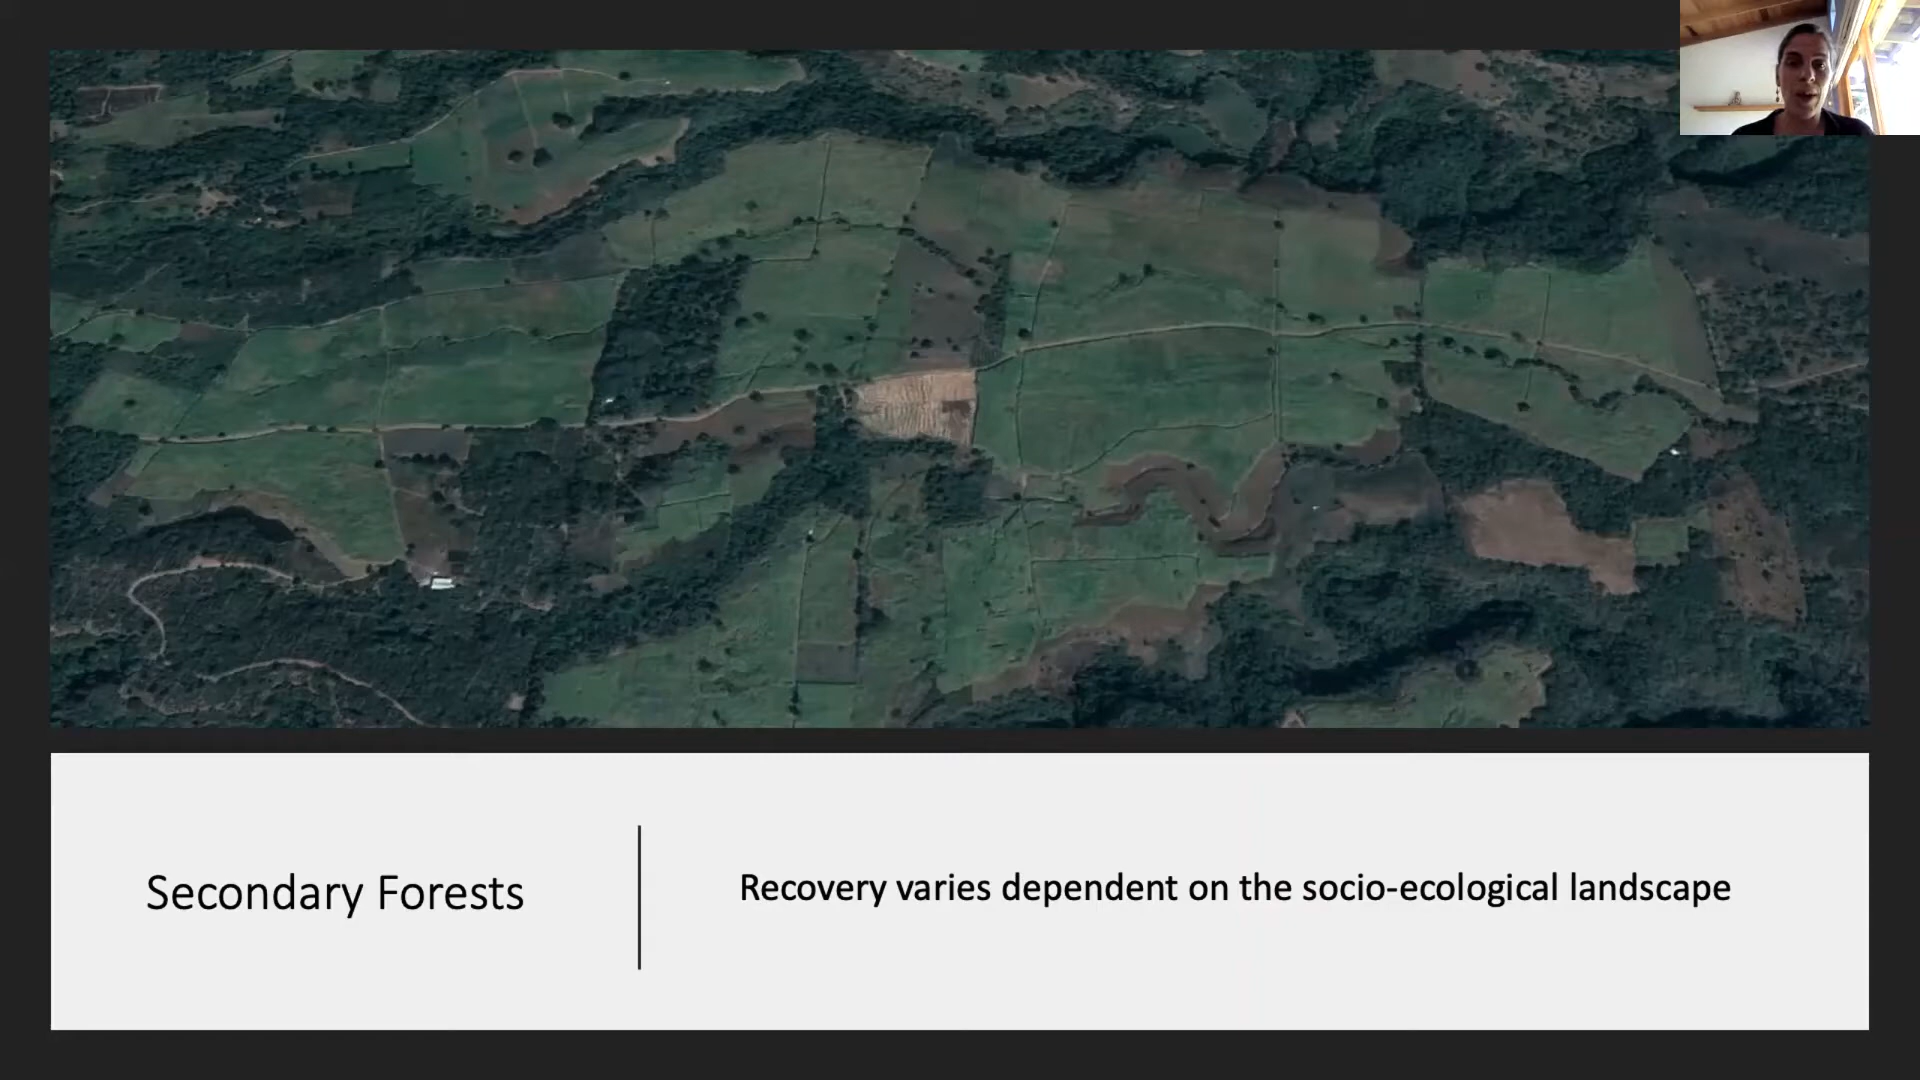 Secondary Forests
Recovery varies dependent on the socio-ecological landscape